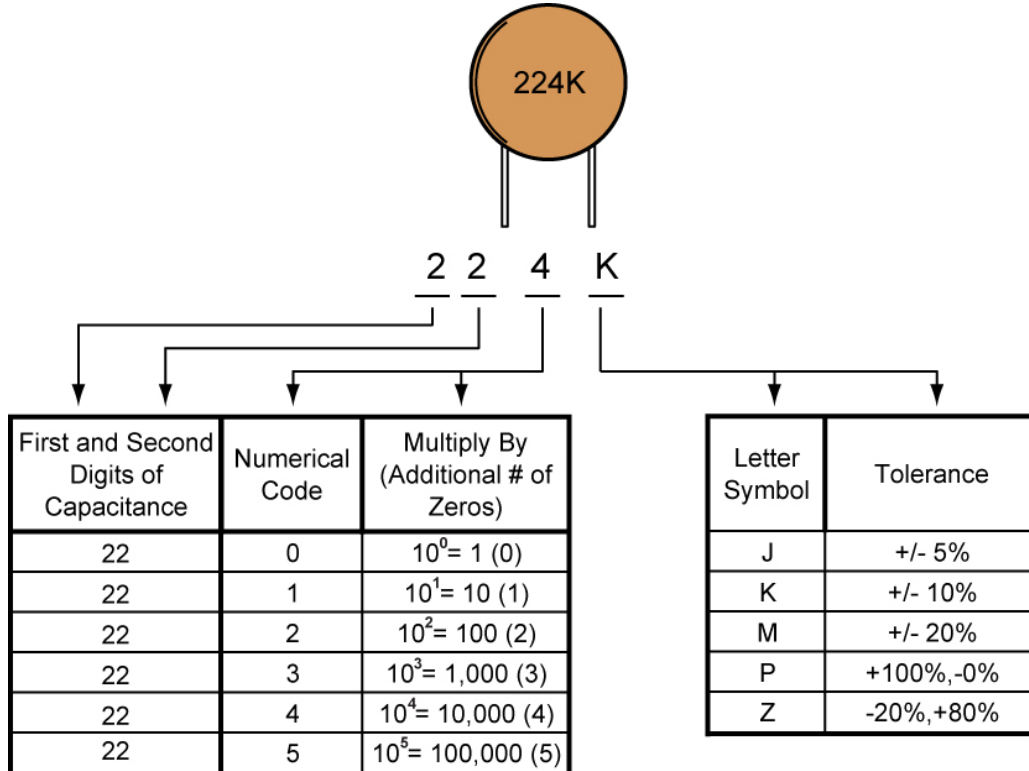 224K
2 2 4 K
First and Second
Digits of
Capacitance
Numerical
Code
Multiply By
(Additional # of
Zeros)
22 0 10⁰= 1 (0)
22 1 10¹= 10 (1)
22 2 10²= 100 (2)
22 3 10³= 1,000 (3)
22 4 10⁴= 10,000 (4)
22 5 10⁵= 100,000 (5)
Letter
Symbol
Tolerance
J +/- 5%
K +/- 10%
M +/- 20%
P +100%,-0%
Z -20%,+80%